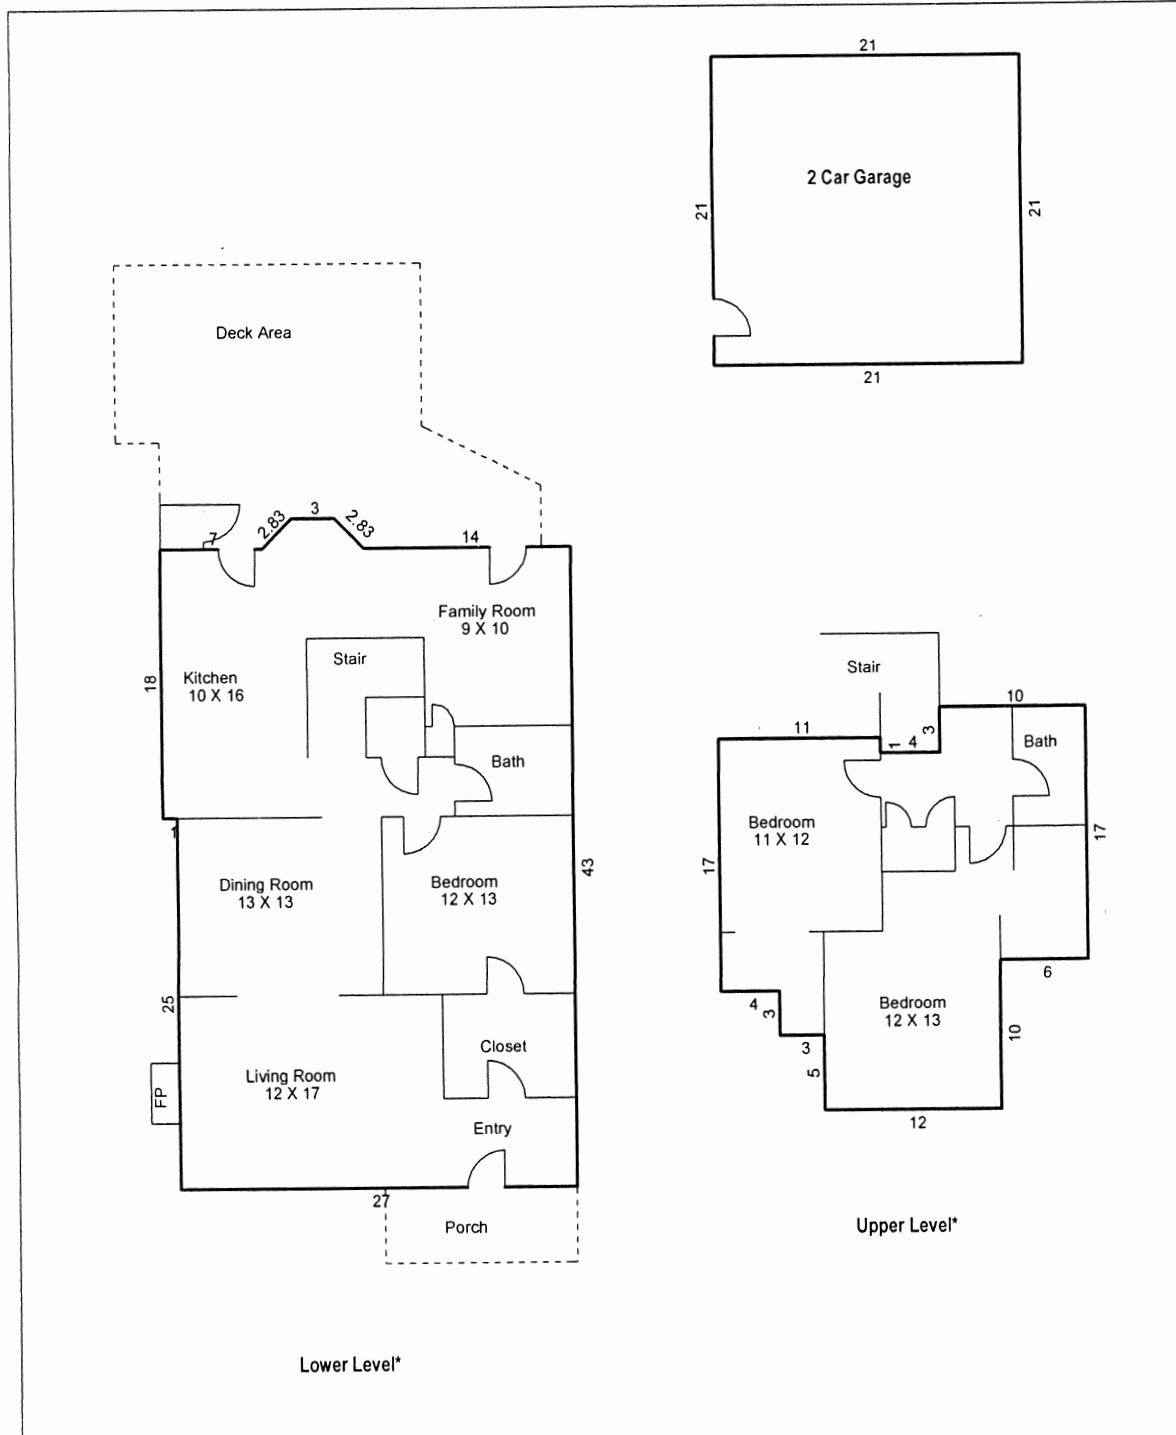 21
2 Car Garage
21
21
21
Deck Area
7
2.83
3
2.83
14
Family Room
9 X 10
Stair
Kitchen
10 X 16
18
Bath
1
Dining Room
13 X 13
Bedroom
12 X 13
43
25
Closet
Living Room
12 X 17
FP
Entry
27
Porch
Lower Level*
Stair
10
11
1
4
3
Bath
Bedroom
11 X 12
17
17
6
4
3
Bedroom
12 X 13
10
3
5
12
Upper Level*